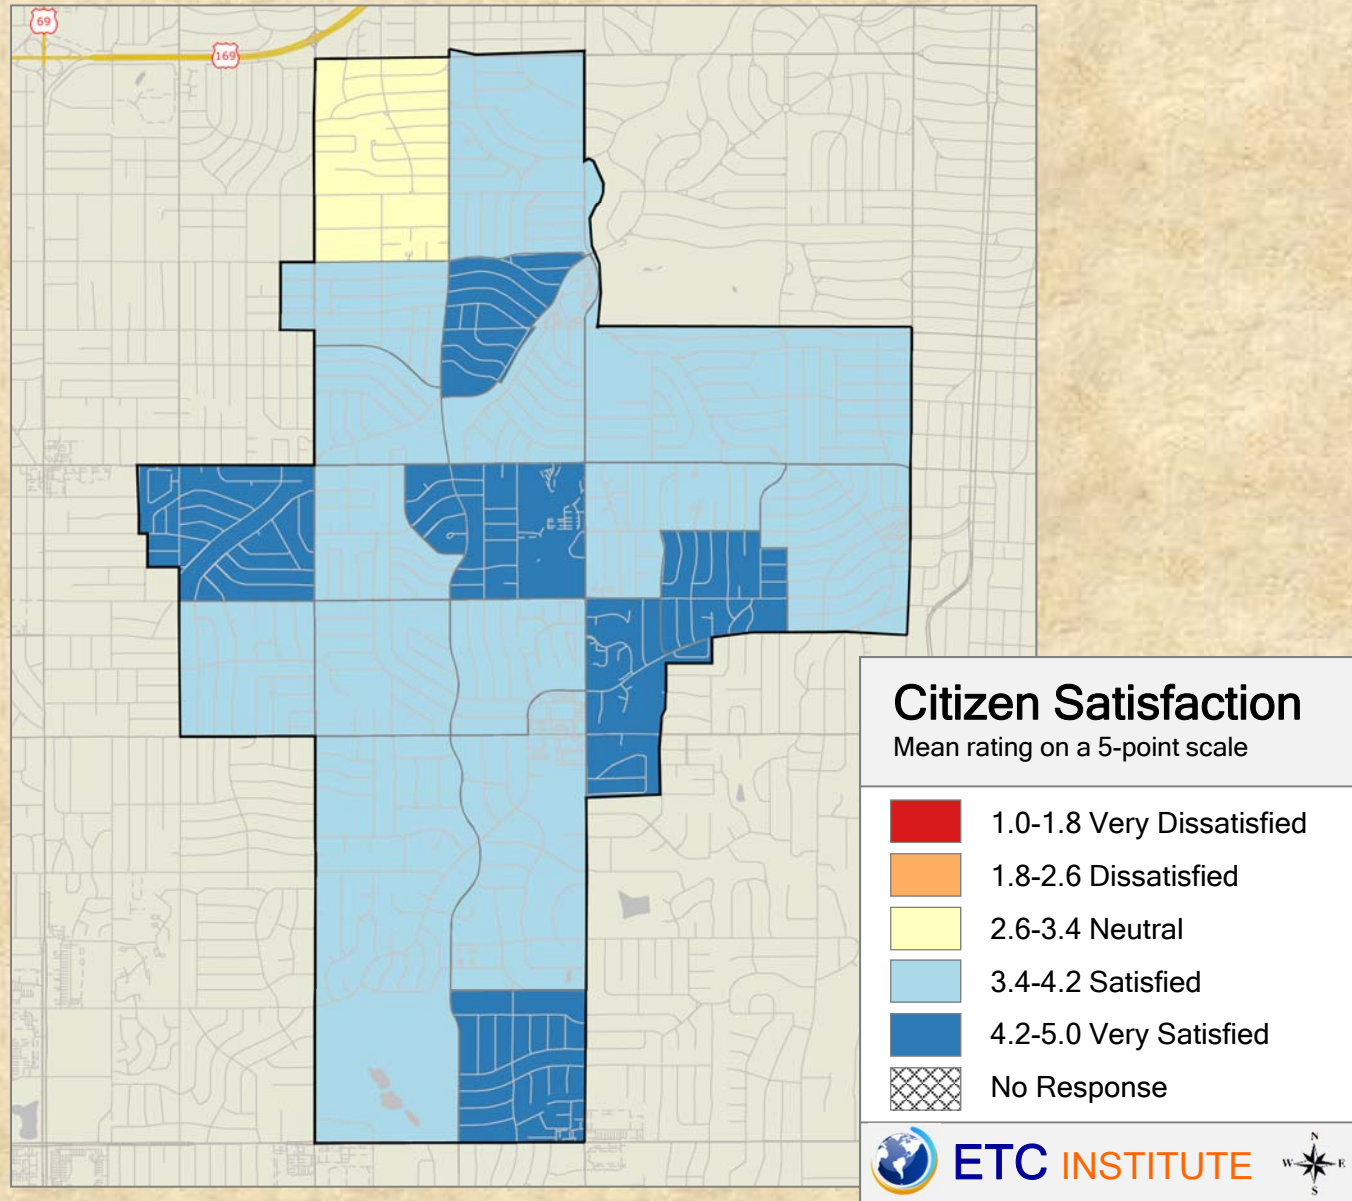 69
169
Citizen Satisfaction
Mean rating on a 5-point scale
1.0-1.8 Very Dissatisfied
1.8-2.6 Dissatisfied
2.6-3.4 Neutral
3.4-4.2 Satisfied
4.2-5.0 Very Satisfied
No Response
ETC INSTITUTE
N
W E
S